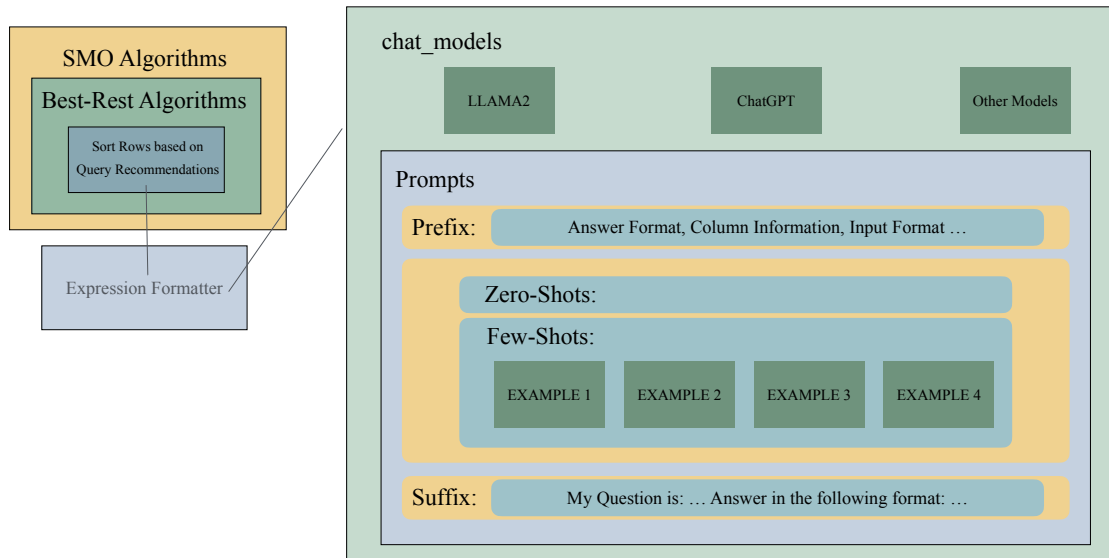 SMO Algorithms
Best-Rest Algorithms
Sort Rows based on
Query Recommendations
Expression Formatter
chat_models
LLAMA2
ChatGPT
Other Models
Prompts
Prefix:
Answer Format, Column Information, Input Format …
Zero-Shots:
Few-Shots:
EXAMPLE 1
EXAMPLE 2
EXAMPLE 3
EXAMPLE 4
Suffix:
My Question is: … Answer in the following format: …